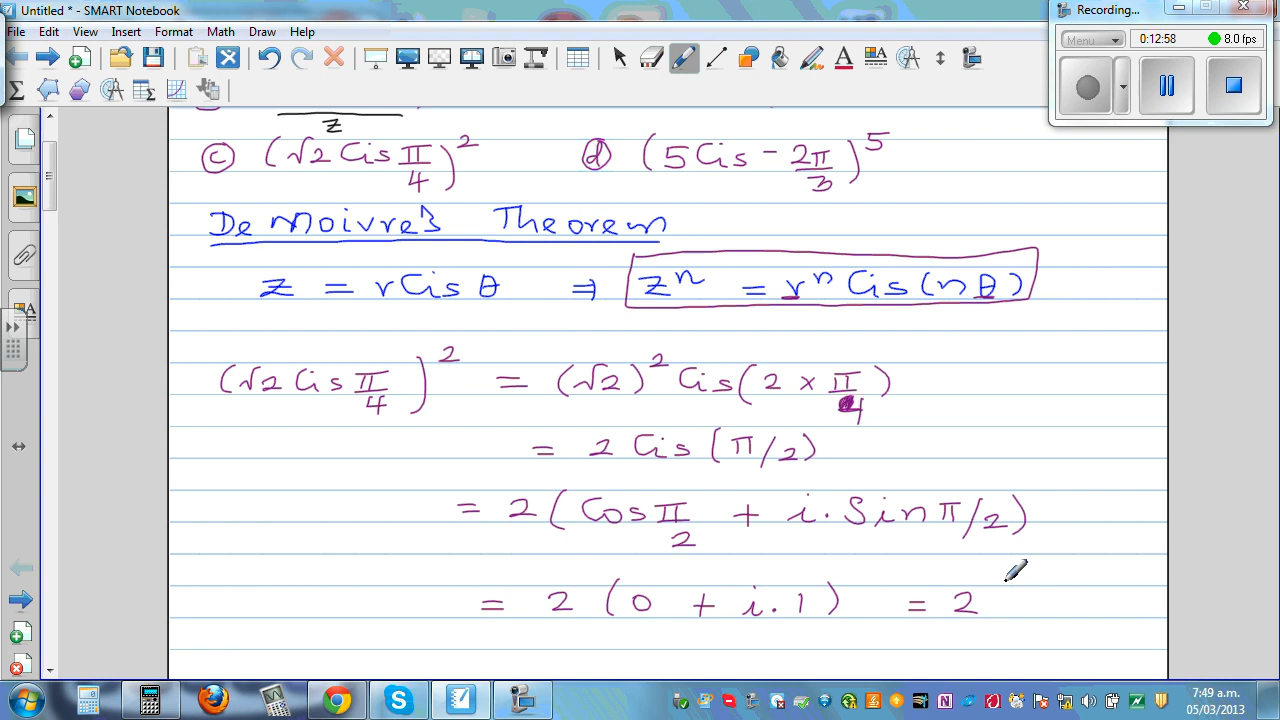 Untitled * - SMART Notebook
Recording...
File Edit View Insert Format Math Draw Help
Menu 0:12:58 8.0 fps
z
ⓒ (√2 Cis π/4)^2 ⓓ (5 Cis - 2π/3)^5
De Moivre's Theorem
z = r Cis θ ⇒ z^n = r^n Cis(nθ)
(√2 Cis π/4)^2 = (√2)^2 Cis(2 × π/4)
= 2 Cis(π/2)
= 2 (Cos π/2 + i. Sin π/2)
= 2 (0 + i.1) = 2
7:49 a.m.
05/03/2013